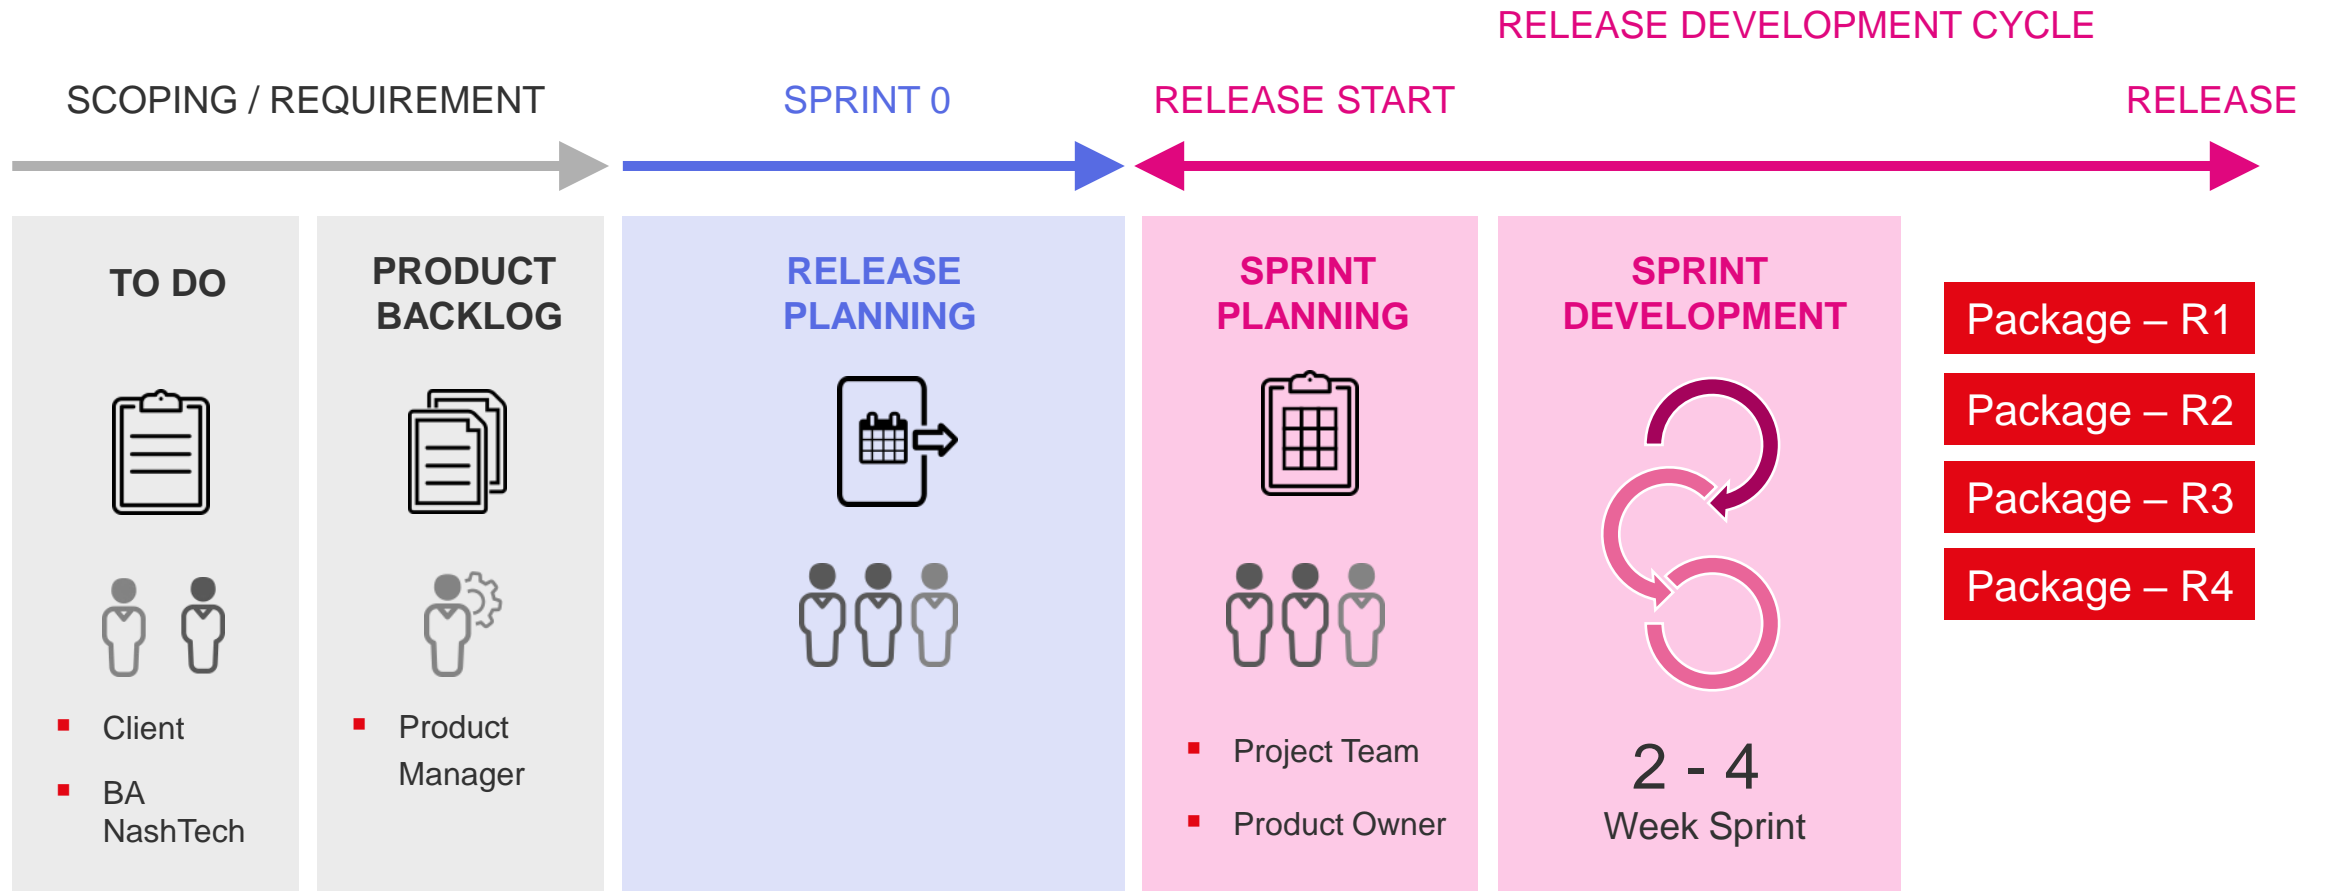 RELEASE DEVELOPMENT CYCLE
SCOPING / REQUIREMENT
SPRINT 0
RELEASE START
RELEASE
TO DO
Client
BA
NashTech
PRODUCT
BACKLOG
Product
Manager
RELEASE
PLANNING
SPRINT
PLANNING
Project Team
Product Owner
SPRINT
DEVELOPMENT
2 - 4
Week Sprint
Package – R1
Package – R2
Package – R3
Package – R4